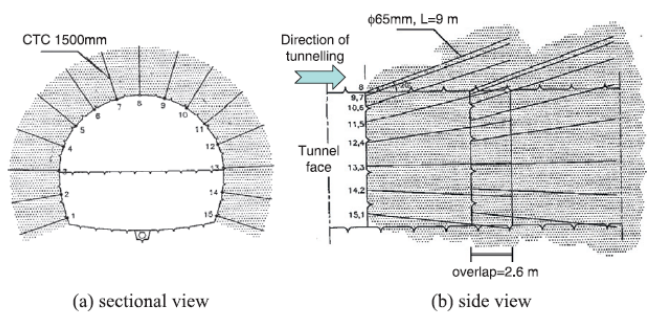 CTC 1500mm
1
2
3
4
5
6
7
8
9
10
11
12
13
14
15
(a) sectional view
Direction of
tunnelling
ϕ65mm, L=9 m
8
9,7
10,6
11,5
12,4
13,3
14,2
15,1
Tunnel
face
overlap=2.6 m
(b) side view